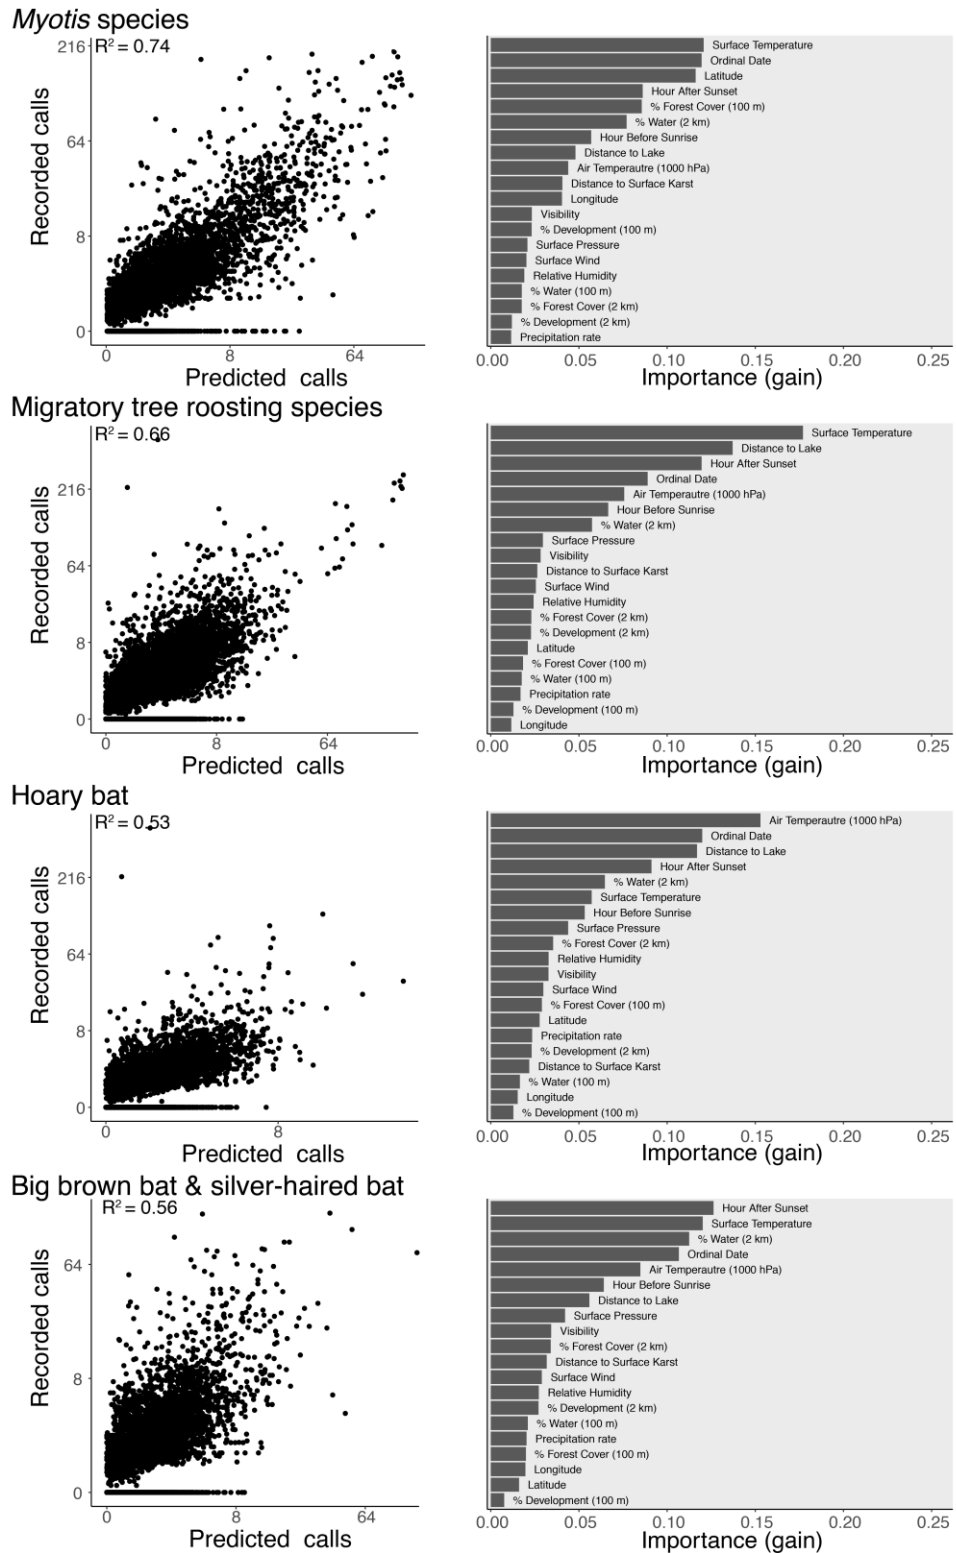 Myotis species
R² = 0.74
216
64
8
0
Recorded calls
0 8 64
Predicted calls
Surface Temperature
Ordinal Date
Latitude
Hour After Sunset
% Forest Cover (100 m)
% Water (2 km)
Hour Before Sunrise
Distance to Lake
Air Temperautre (1000 hPa)
Distance to Surface Karst
Longitude
Visibility
% Development (100 m)
Surface Pressure
Surface Wind
Relative Humidity
% Water (100 m)
% Forest Cover (2 km)
% Development (2 km)
Precipitation rate
0.00 0.05 0.10 0.15 0.20 0.25
Importance (gain)
Migratory tree roosting species
R² = 0.66
216
64
8
0
Recorded calls
0 8 64
Predicted calls
Surface Temperature
Distance to Lake
Hour After Sunset
Ordinal Date
Air Temperautre (1000 hPa)
Hour Before Sunrise
% Water (2 km)
Surface Pressure
Visibility
Distance to Surface Karst
Surface Wind
Relative Humidity
% Forest Cover (2 km)
% Development (2 km)
Latitude
% Forest Cover (100 m)
% Water (100 m)
Precipitation rate
% Development (100 m)
Longitude
0.00 0.05 0.10 0.15 0.20 0.25
Importance (gain)
Hoary bat
R² = 0.53
216
64
8
0
Recorded calls
0 8
Predicted calls
Air Temperautre (1000 hPa)
Ordinal Date
Distance to Lake
Hour After Sunset
% Water (2 km)
Surface Temperature
Hour Before Sunrise
Surface Pressure
% Forest Cover (2 km)
Relative Humidity
Visibility
Surface Wind
% Forest Cover (100 m)
Latitude
Precipitation rate
% Development (2 km)
Distance to Surface Karst
% Water (100 m)
Longitude
% Development (100 m)
0.00 0.05 0.10 0.15 0.20 0.25
Importance (gain)
Big brown bat & silver-haired bat
R² = 0.56
64
8
0
Recorded calls
0 8 64
Predicted calls
Hour After Sunset
Surface Temperature
% Water (2 km)
Ordinal Date
Air Temperautre (1000 hPa)
Hour Before Sunrise
Distance to Lake
Surface Pressure
Visibility
% Forest Cover (2 km)
Distance to Surface Karst
Surface Wind
Relative Humidity
% Development (2 km)
% Water (100 m)
Precipitation rate
% Forest Cover (100 m)
Longitude
Latitude
% Development (100 m)
0.00 0.05 0.10 0.15 0.20 0.25
Importance (gain)